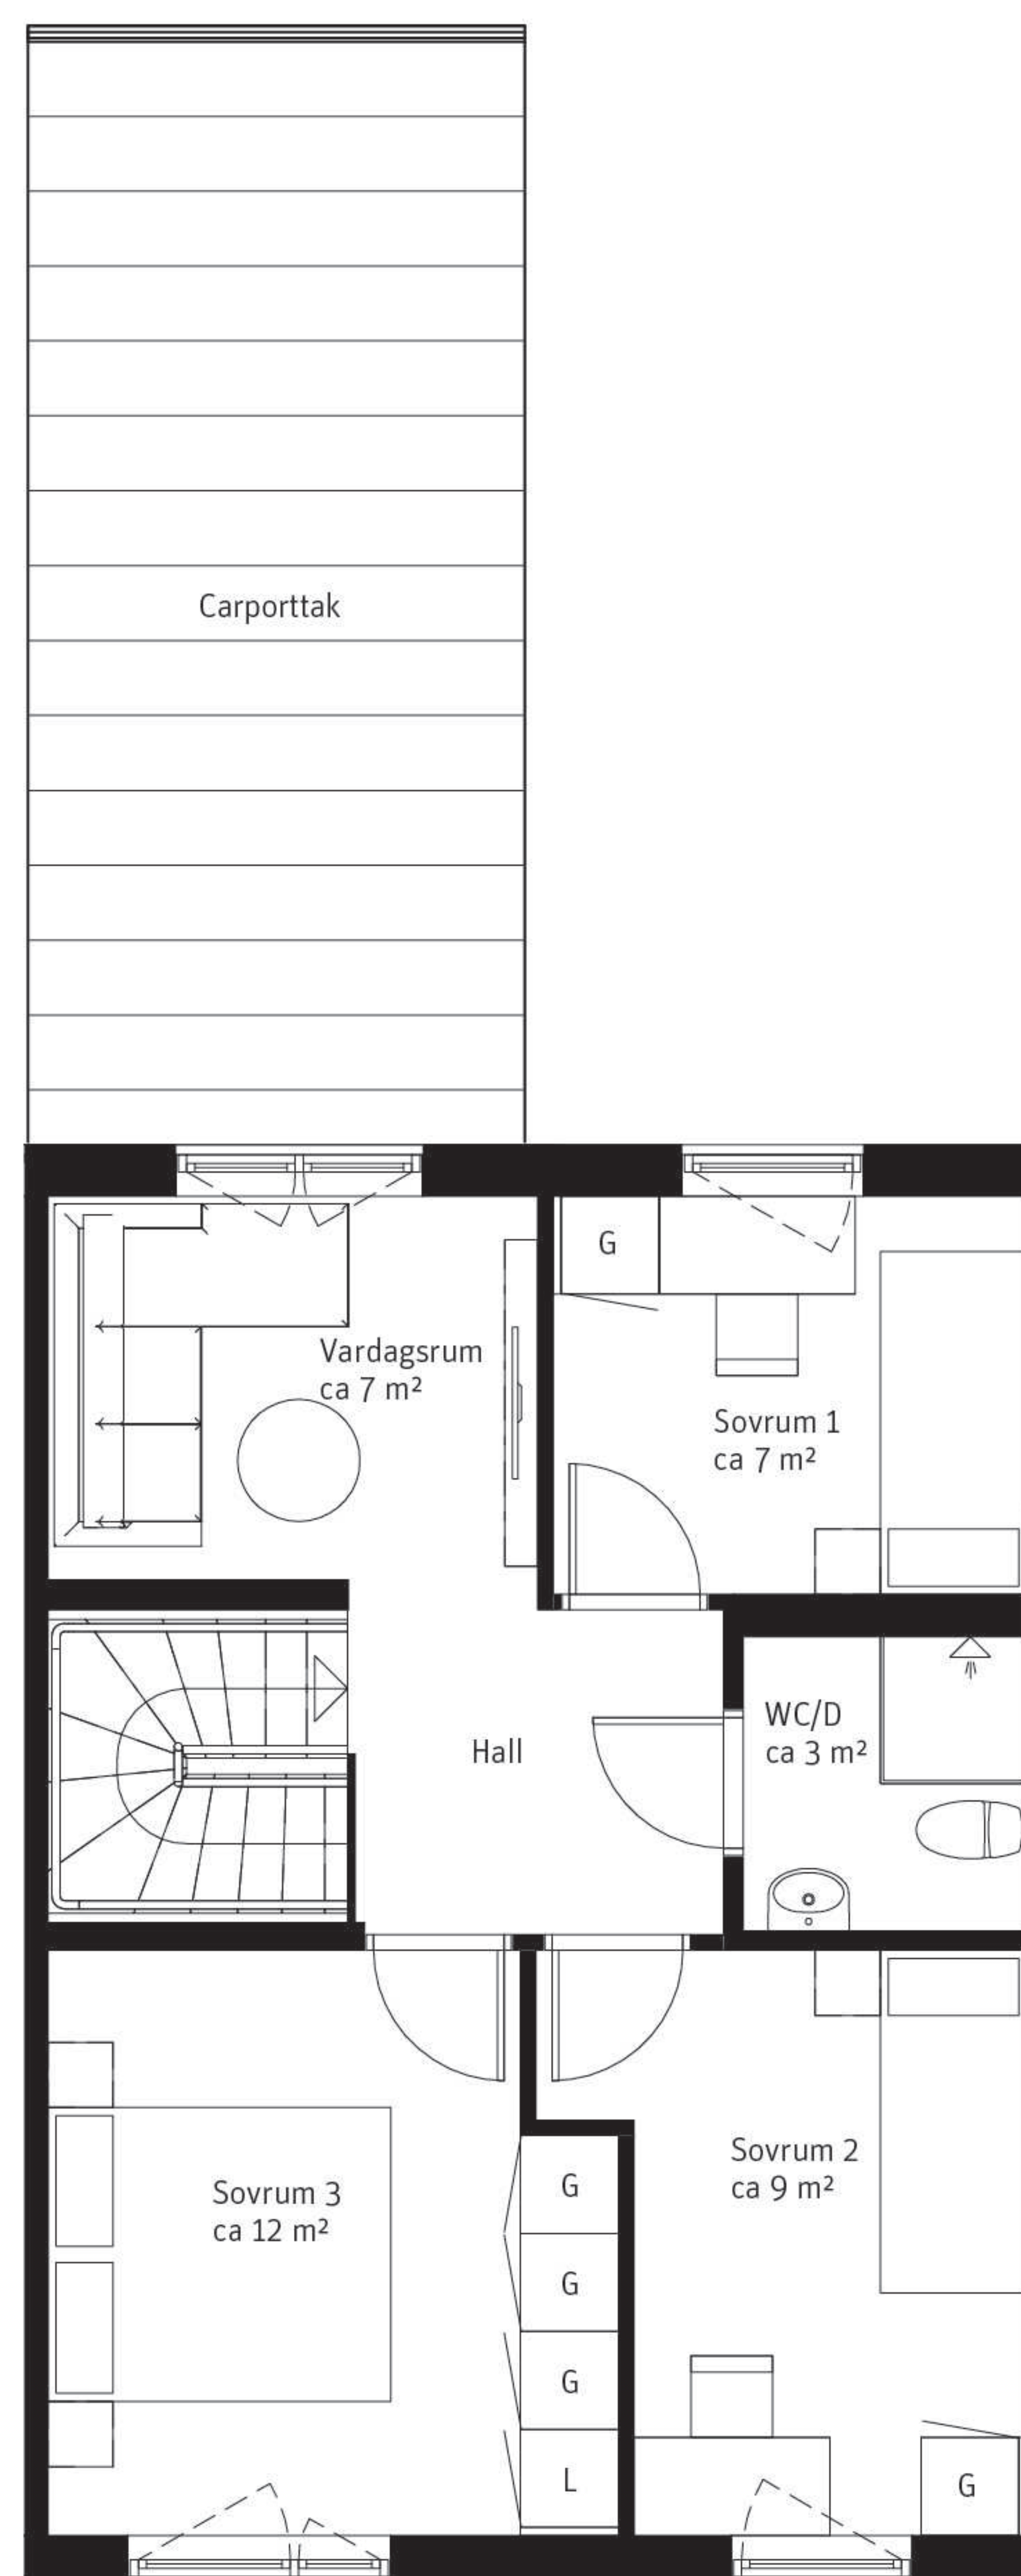 Carporttak
G
Vardagsrum
ca 7 m²
Sovrum 1
ca 7 m²
WC/D
ca 3 m²
Hall
Sovrum 2
ca 9 m²
Sovrum 3
ca 12 m²
G
G
G
L
G